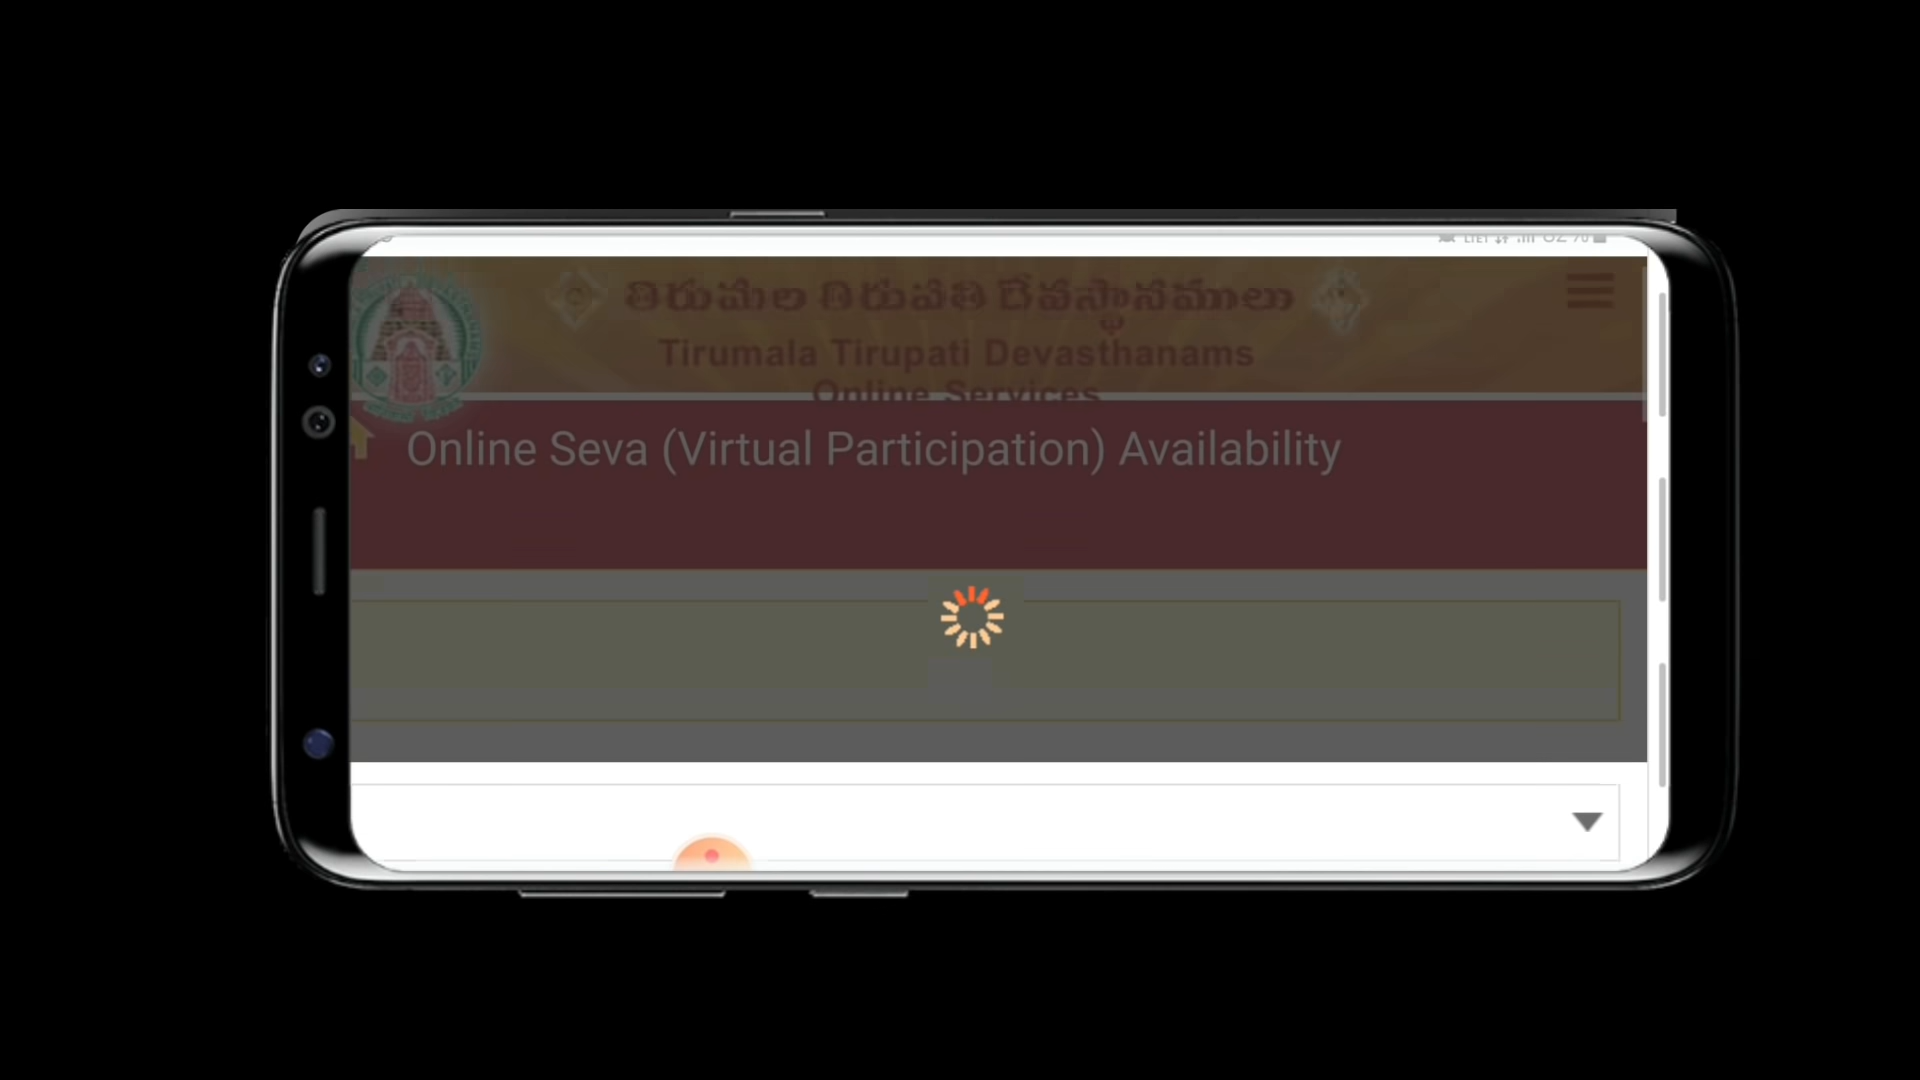 తిరుమల తిరుపతి దేవస్థానములు
Tirumala Tirupati Devasthanams
Online Services
Online Seva (Virtual Participation) Availability